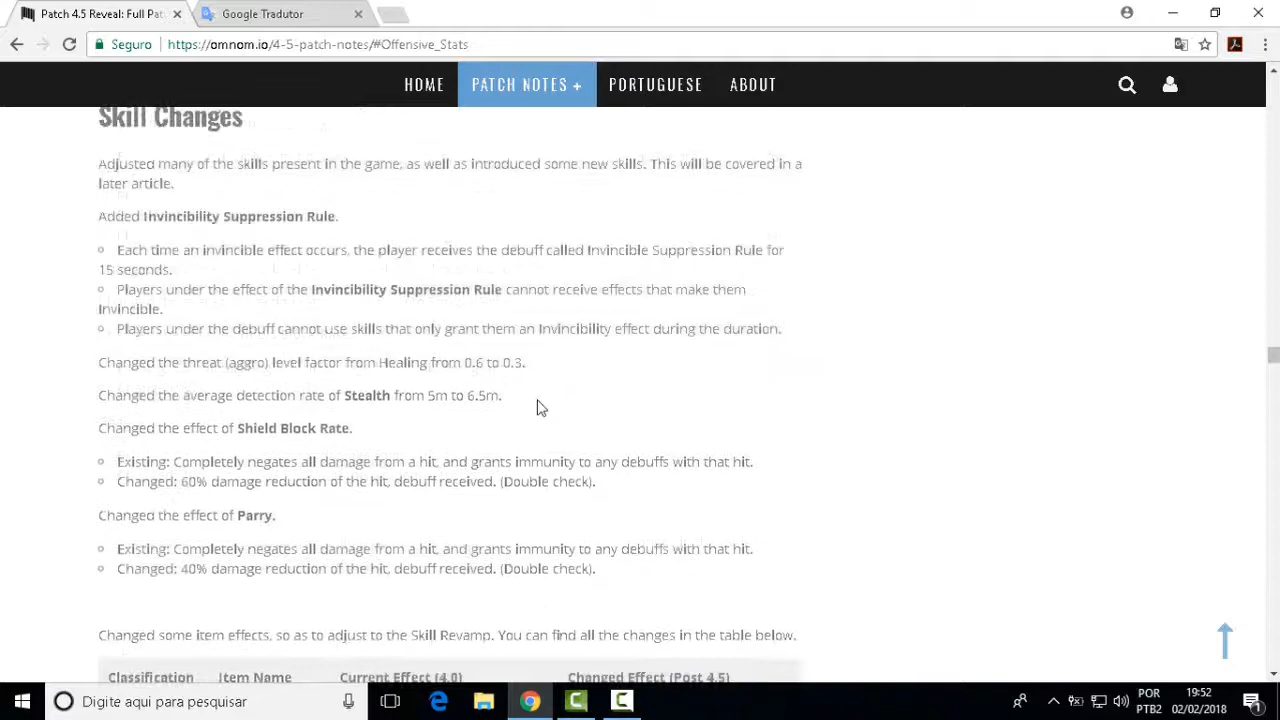 Patch 4.5 Reveal: Full Pat
Google Tradutor
Seguro
https://omnom.io/4-5-patch-notes/#Offensive_Stats
HOME
PATCH NOTES +
PORTUGUESE
ABOUT
Skill Changes
Adjusted many of the skills present in the game, as well as introduced some new skills. This will be covered in a
later article.
Added Invincibility Suppression Rule.
Each time an invincible effect occurs, the player receives the debuff called Invincible Suppression Rule for
15 seconds.
Players under the effect of the Invincibility Suppression Rule cannot receive effects that make them
Invincible.
Players under the debuff cannot use skills that only grant them an Invincibility effect during the duration.
Changed the threat (aggro) level factor from Healing from 0.6 to 0.3.
Changed the average detection rate of Stealth from 5m to 6.5m.
Changed the effect of Shield Block Rate.
Existing: Completely negates all damage from a hit, and grants immunity to any debuffs with that hit.
Changed: 60% damage reduction of the hit, debuff received. (Double check).
Changed the effect of Parry.
Existing: Completely negates all damage from a hit, and grants immunity to any debuffs with that hit.
Changed: 40% damage reduction of the hit, debuff received. (Double check).
Changed some item effects, so as to adjust to the Skill Revamp. You can find all the changes in the table below.
Classification Item Name Current Effect (4.0) Changed Effect (Post 4.5)
Digite aqui para pesquisar
POR
PTB2
19:52
02/02/2018
1